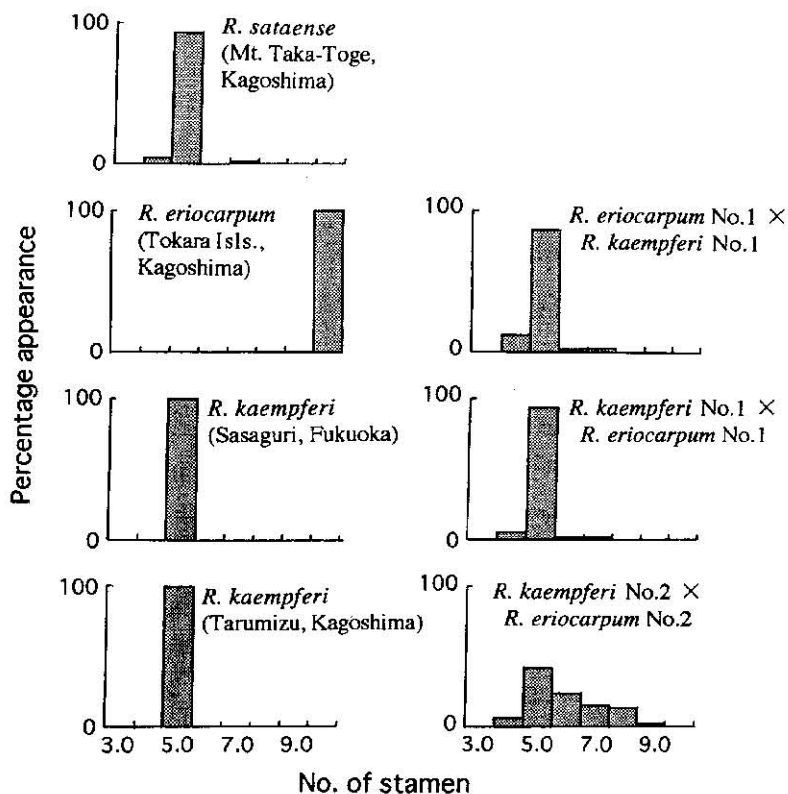 100
0
R. sataense
(Mt. Taka-Toge,
Kagoshima)
Percentage appearance
100
0
R. eriocarpum
(Tokara Isls.,
Kagoshima)
100
0
R. eriocarpum No.1 ×
R. kaempferi No.1
100
0
R. kaempferi
(Sasaguri, Fukuoka)
100
0
R. kaempferi No.1 ×
R. eriocarpum No.1
100
0
R. kaempferi
(Tarumizu, Kagoshima)
3.0 5.0 7.0 9.0
100
0
R. kaempferi No.2 ×
R. eriocarpum No.2
3.0 5.0 7.0 9.0
No. of stamen